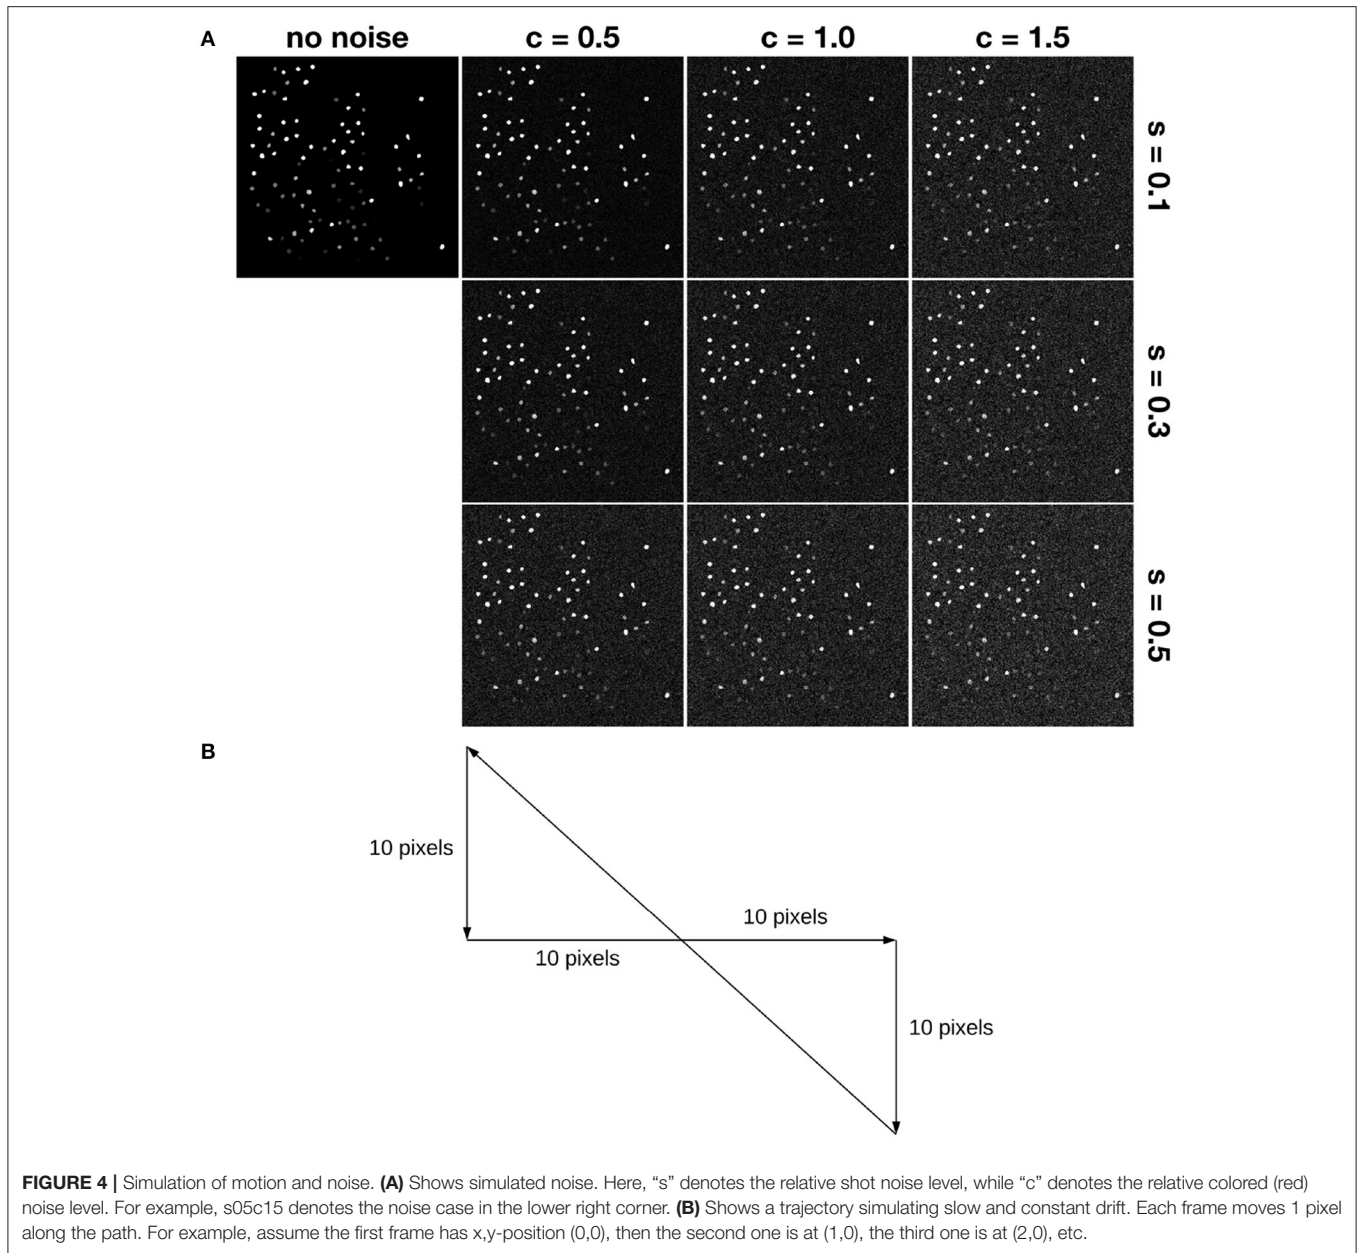 A
no noise
c = 0.5
c = 1.0
c = 1.5
s = 0.1
s = 0.3
s = 0.5
B
10 pixels
10 pixels
10 pixels
10 pixels
FIGURE 4 | Simulation of motion and noise. (A) Shows simulated noise. Here, “s” denotes the relative shot noise level, while “c” denotes the relative colored (red)
noise level. For example, s05c15 denotes the noise case in the lower right corner. (B) Shows a trajectory simulating slow and constant drift. Each frame moves 1 pixel
along the path. For example, assume the first frame has x,y-position (0,0), then the second one is at (1,0), the third one is at (2,0), etc.